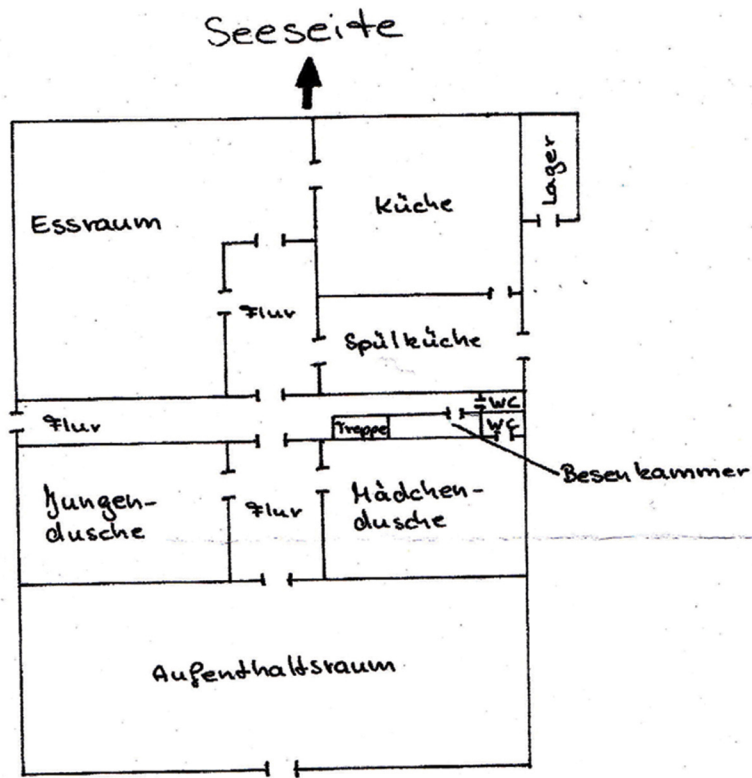 Seeseite
Lager
Küche
Essraum
Flur
Spülküche
WC
Flur
Treppe
WC
Besenkammer
Jungen-
dusche
Flur
Mädchen-
dusche
Aufenthaltsraum